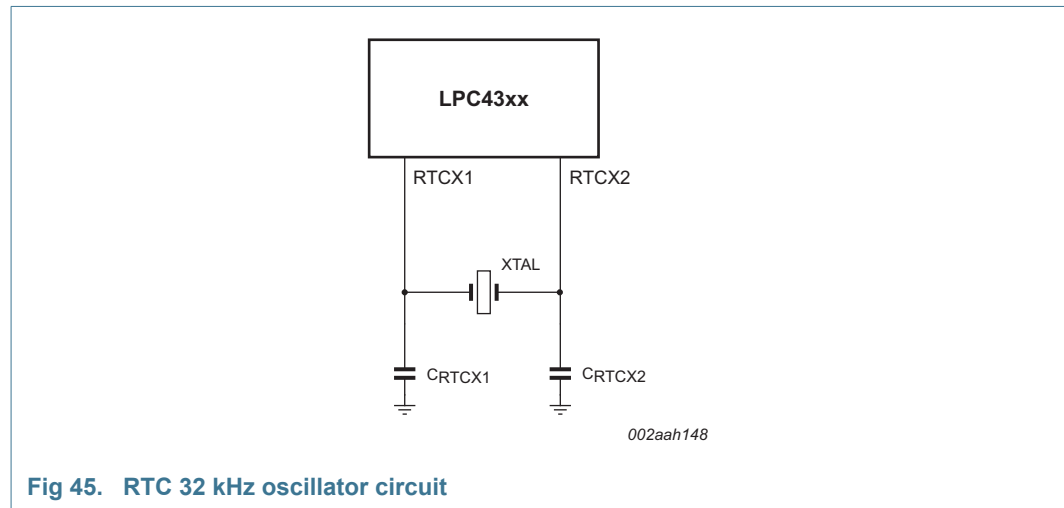 LPC43xx
RTCX1
RTCX2
XTAL
CRTCX1
CRTCX2
002aah148
Fig 45. RTC 32 kHz oscillator circuit